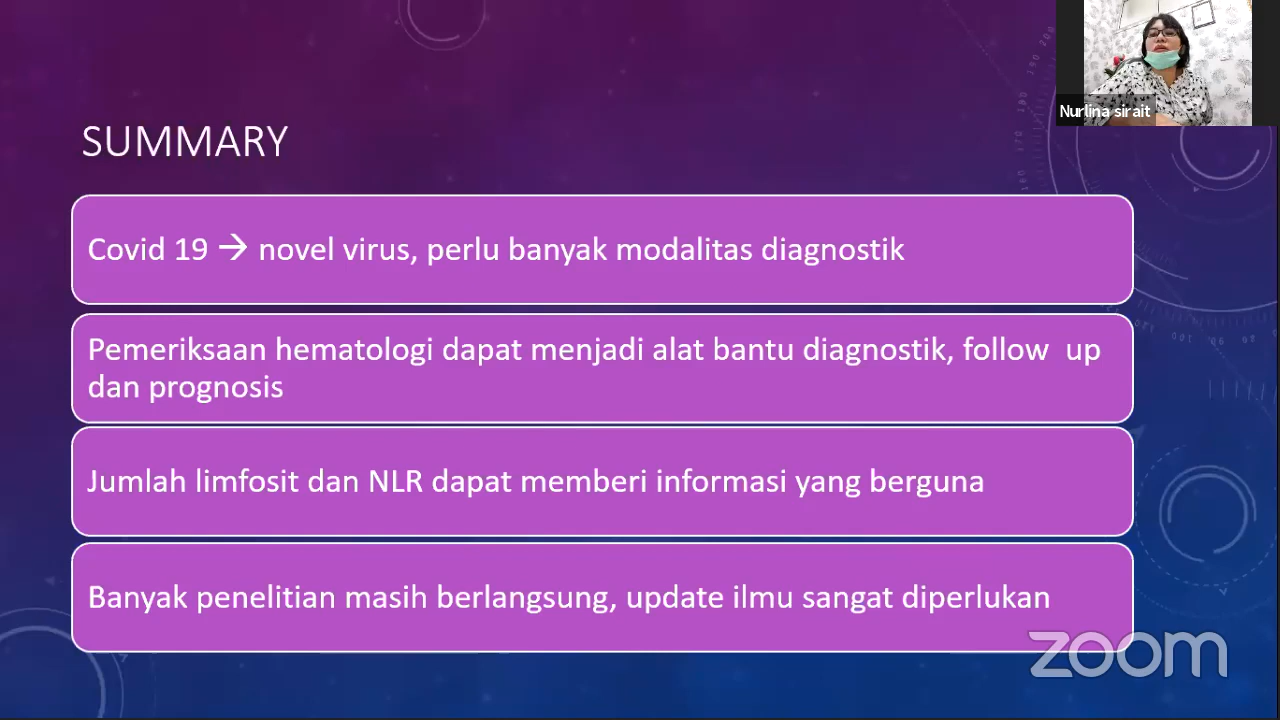 Nurlina sirait
SUMMARY
Covid 19 → novel virus, perlu banyak modalitas diagnostik
Pemeriksaan hematologi dapat menjadi alat bantu diagnostik, follow up
dan prognosis
Jumlah limfosit dan NLR dapat memberi informasi yang berguna
Banyak penelitian masih berlangsung, update ilmu sangat diperlukan
zoom